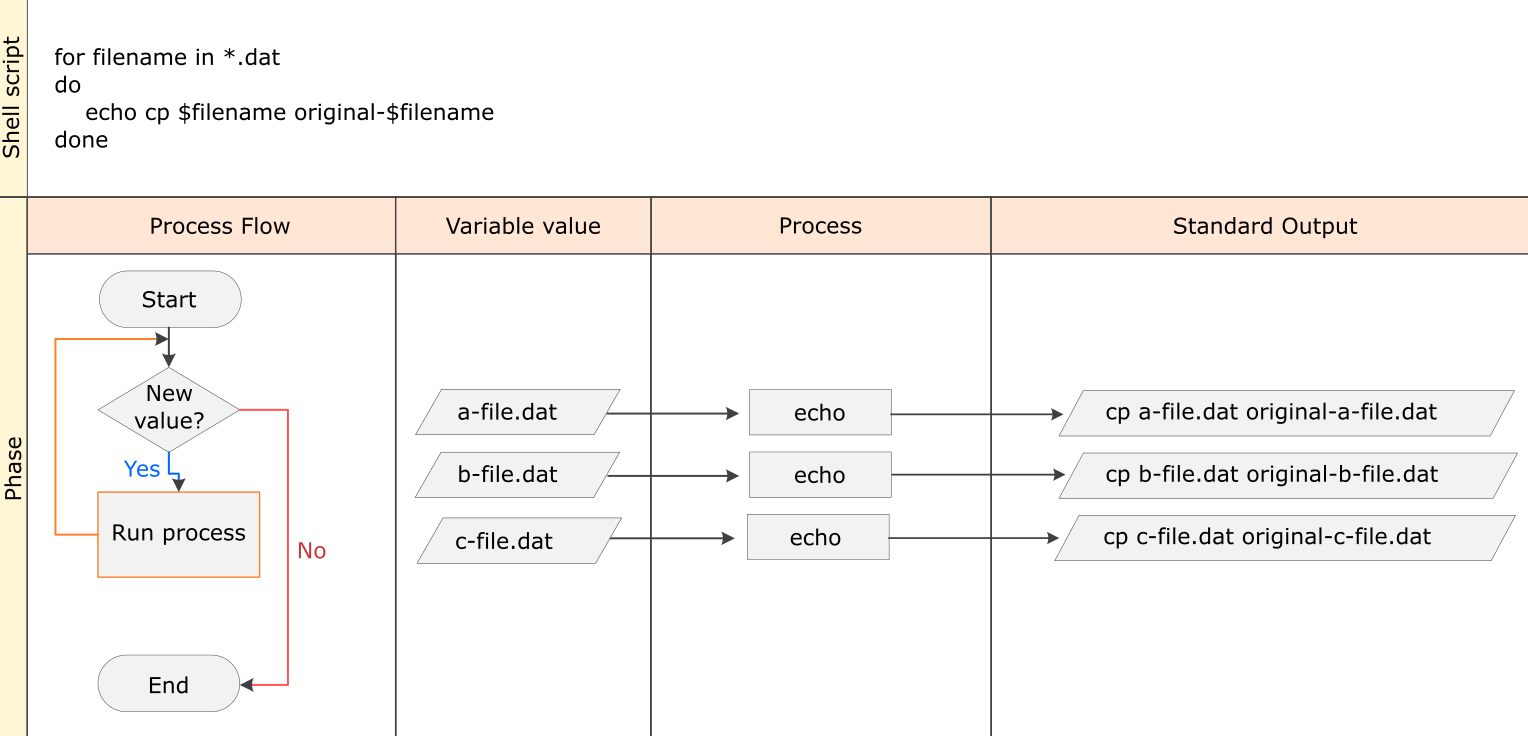 Shell script
for filename in *.dat
do
echo cp $filename original-$filename
done
Phase
Process Flow
Variable value
Process
Standard Output
Start
New
value?
Yes
Run process
No
End
a-file.dat
echo
cp a-file.dat original-a-file.dat
b-file.dat
echo
cp b-file.dat original-b-file.dat
c-file.dat
echo
cp c-file.dat original-c-file.dat